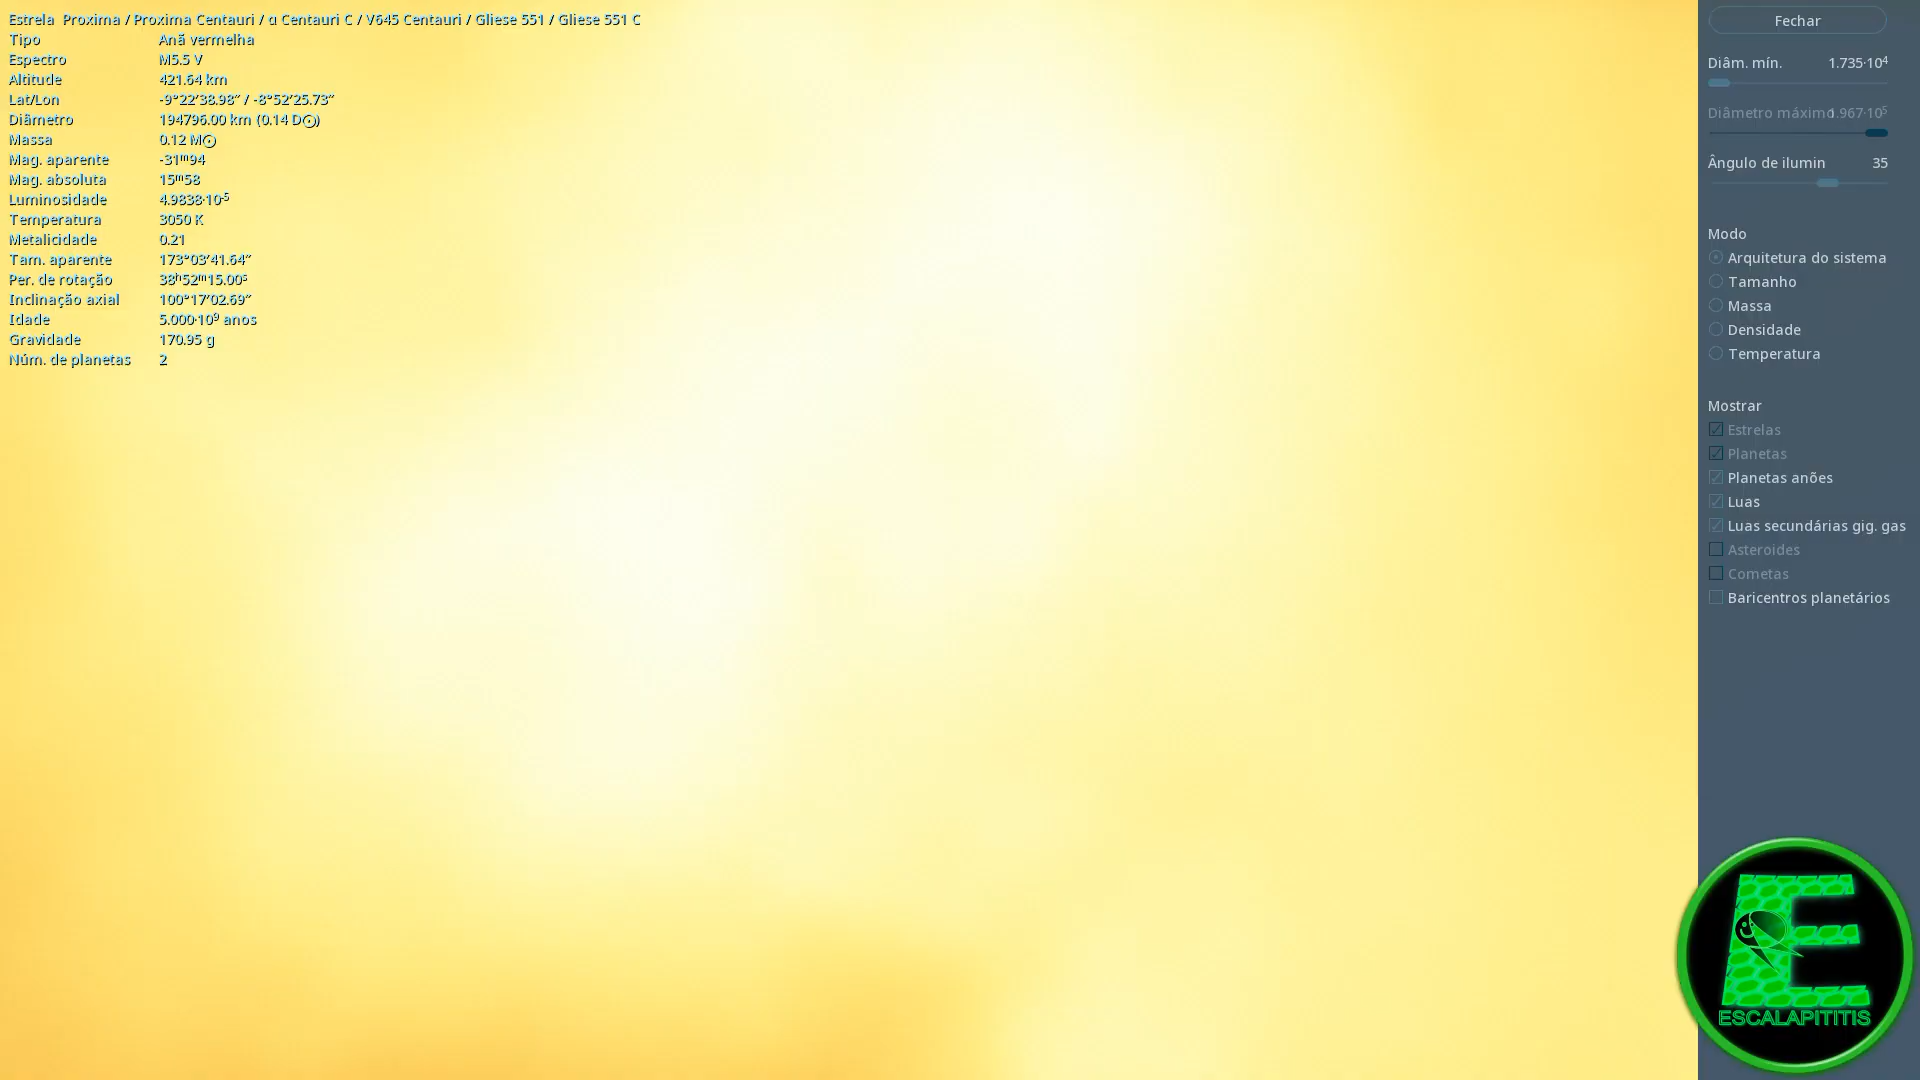 Estrela Proxima / Proxima Centauri / α Centauri C / V645 Centauri / Gliese 551 / Gliese 551 C
Tipo Anã vermelha
Espectro M5.5 V
Altitude 421.64 km
Lat/Lon -9°22'38.98" / -8°52'25.73"
Diâmetro 194796.00 km (0.14 D☉)
Massa 0.12 M☉
Mag. aparente -31ᵐ94
Mag. absoluta 15ᵐ58
Luminosidade 4.9838·10⁻⁵
Temperatura 3050 K
Metalicidade 0.21
Tam. aparente 173°03'41.64"
Per. de rotação 38ʰ52ᵐ15.00ˢ
Inclinação axial 100°17'02.69"
Idade 5.000·10⁹ anos
Gravidade 170.95 g
Núm. de planetas 2
Fechar
Diâm. mín. 1.735·10⁴
Diâmetro máximo 1.967·10⁵
Ângulo de ilumin 35
Modo
Arquitetura do sistema
Tamanho
Massa
Densidade
Temperatura
Mostrar
Estrelas
Planetas
Planetas anões
Luas
Luas secundárias gig. gas
Asteroides
Cometas
Baricentros planetários
E
ESCALAPITITIS